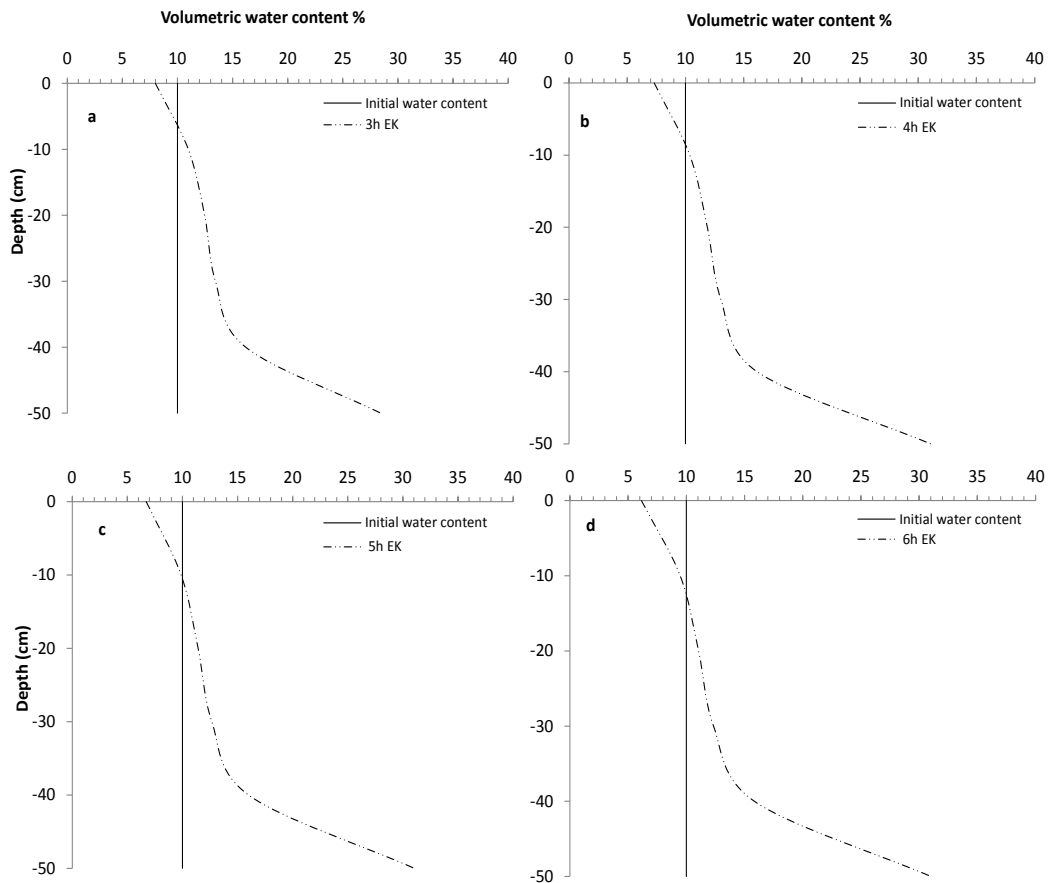 Volumetric water content %
0 5 10 15 20 25 30 35 40
0
-10
-20
-30
-40
-50
Depth (cm)
a
Initial water content
3h EK
Volumetric water content %
0 5 10 15 20 25 30 35 40
0
-10
-20
-30
-40
-50
b
Initial water content
4h EK
0 5 10 15 20 25 30 35 40
0
-10
-20
-30
-40
-50
Depth (cm)
c
Initial water content
5h EK
0 5 10 15 20 25 30 35 40
0
-10
-20
-30
-40
-50
d
Initial water content
6h EK